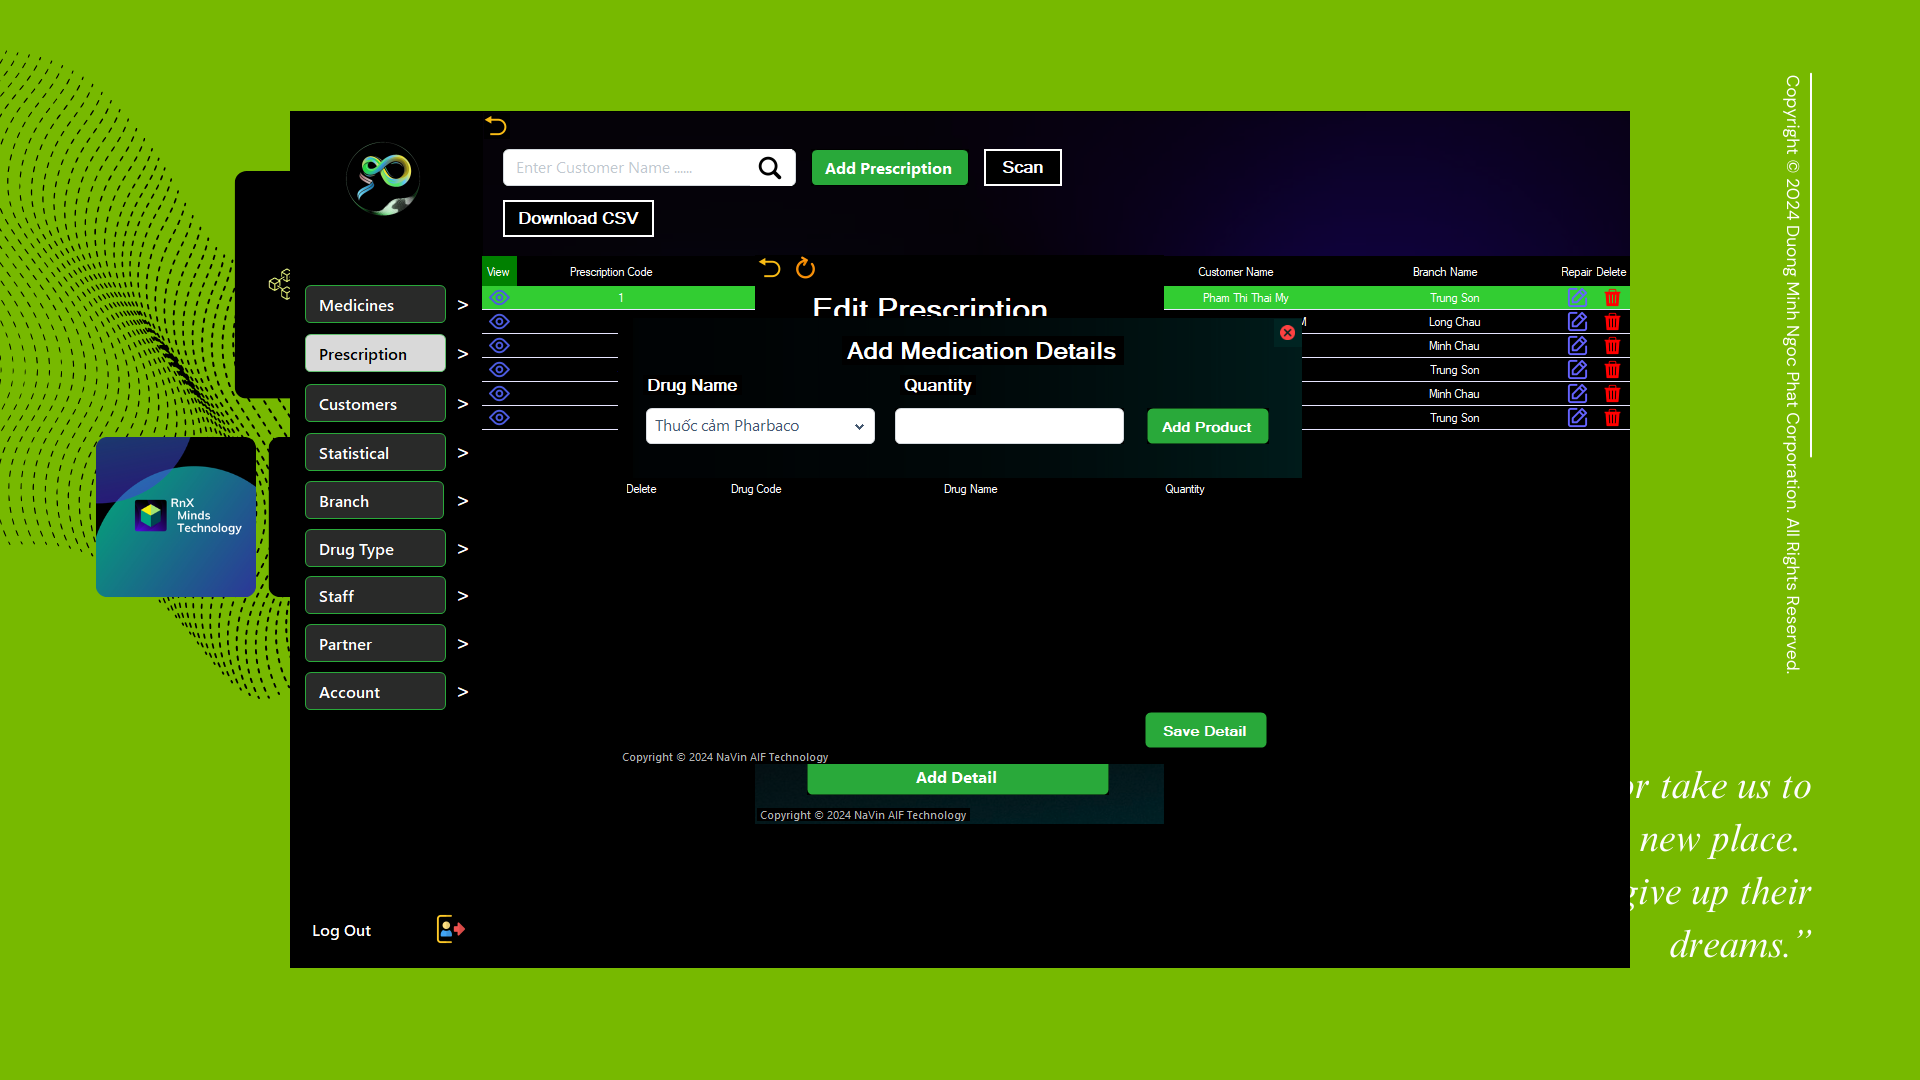 Enter Customer Name ......
Add Prescription
Scan
Download CSV
View
Prescription Code
Customer Name
Branch Name
Repair
Delete
1
Pham Thi Thai My
Trung Son
M
Long Chau
Minh Chau
Trung Son
Minh Chau
Trung Son
Edit Prescription
Add Medication Details
Drug Name
Quantity
Thuốc cảm Pharbaco
Add Product
Delete
Drug Code
Drug Name
Quantity
Save Detail
Copyright © 2024 NaVin AIF Technology
Add Detail
Copyright © 2024 NaVin AIF Technology
Medicines >
Prescription >
Customers >
Statistical >
Branch >
Drug Type >
Staff >
Partner >
Account >
Log Out
RnX
Minds
Technology
Copyright © 2024 Duong Minh Ngoc Phat Corporation. All Rights Reserved.
or take us to
new place.
give up their
dreams.”